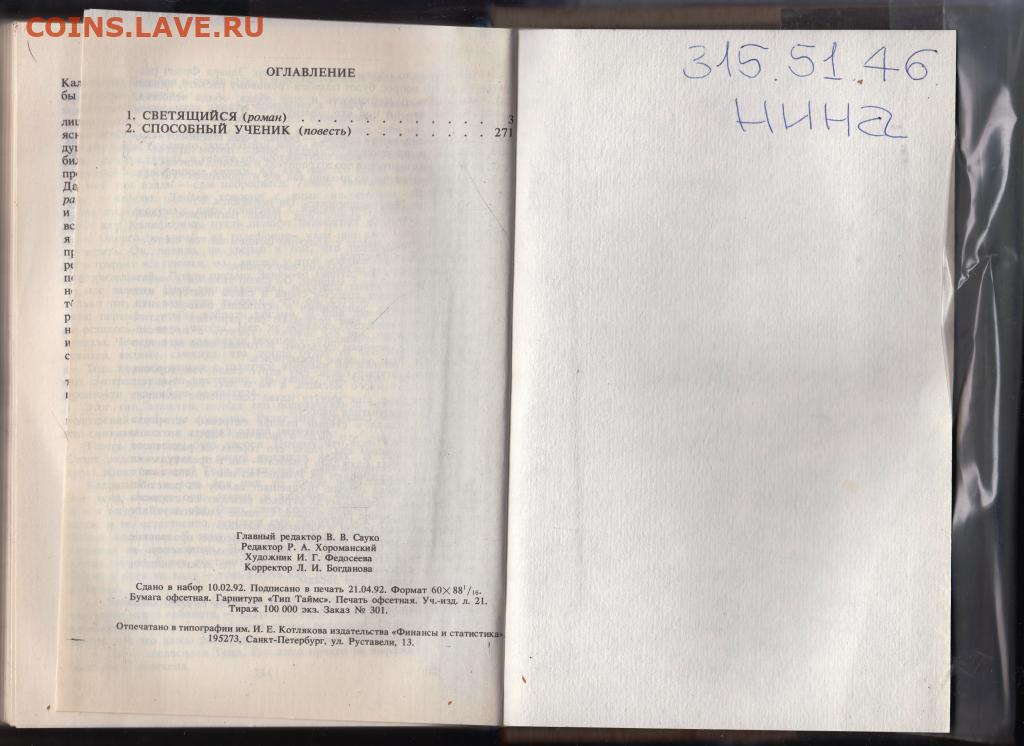 COINS.LAVE.RU
Кал
бы
ОГЛАВЛЕНИЕ
1. СВЕТЯЩИЙСЯ (роман) . . . . . . . . . . . . . 3
2. СПОСОБНЫЙ УЧЕНИК (повесть) . . . . . . . . 271
Главный редактор В. В. Сауко
Редактор Р. А. Хороманский
Художник И. Г. Федосеева
Корректор Л. И. Богданова
Сдано в набор 10.02.92. Подписано в печать 21.04.92. Формат 60×88¹/₁₆.
Бумага офсетная. Гарнитура «Тип Таймс». Печать офсетная. Уч.-изд. л. 21.
Тираж 100 000 экз. Заказ № 301.
Отпечатано в типографии им. И. Е. Котлякова издательства «Финансы и статистика»
195273, Санкт-Петербург, ул. Руставели, 13.
315.51.46
Нина